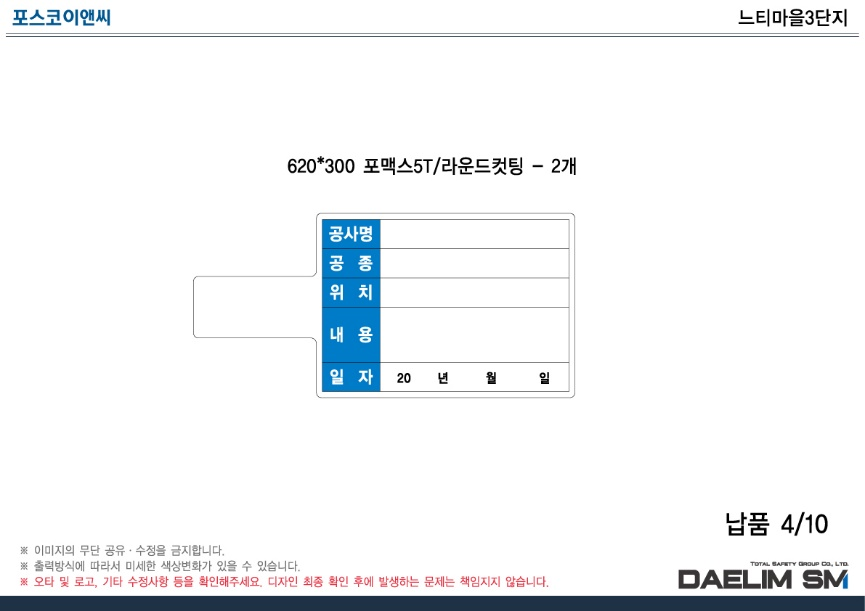 포스코이앤씨
느티마을3단지
620*300 포맥스5T/라운드컷팅 - 2개
공사명
공 종
위 치
내 용
일 자 20 년 월 일
납품 4/10
※ 이미지의 무단 공유·수정을 금지합니다.
※ 출력방식에 따라서 미세한 색상변화가 있을 수 있습니다.
※ 오타 및 로고, 기타 수정사항 등을 확인해주세요. 디자인 최종 확인 후에 발생하는 문제는 책임지지 않습니다.
TOTAL SAFETY GROUP CO., LTD.
DAELIM SM